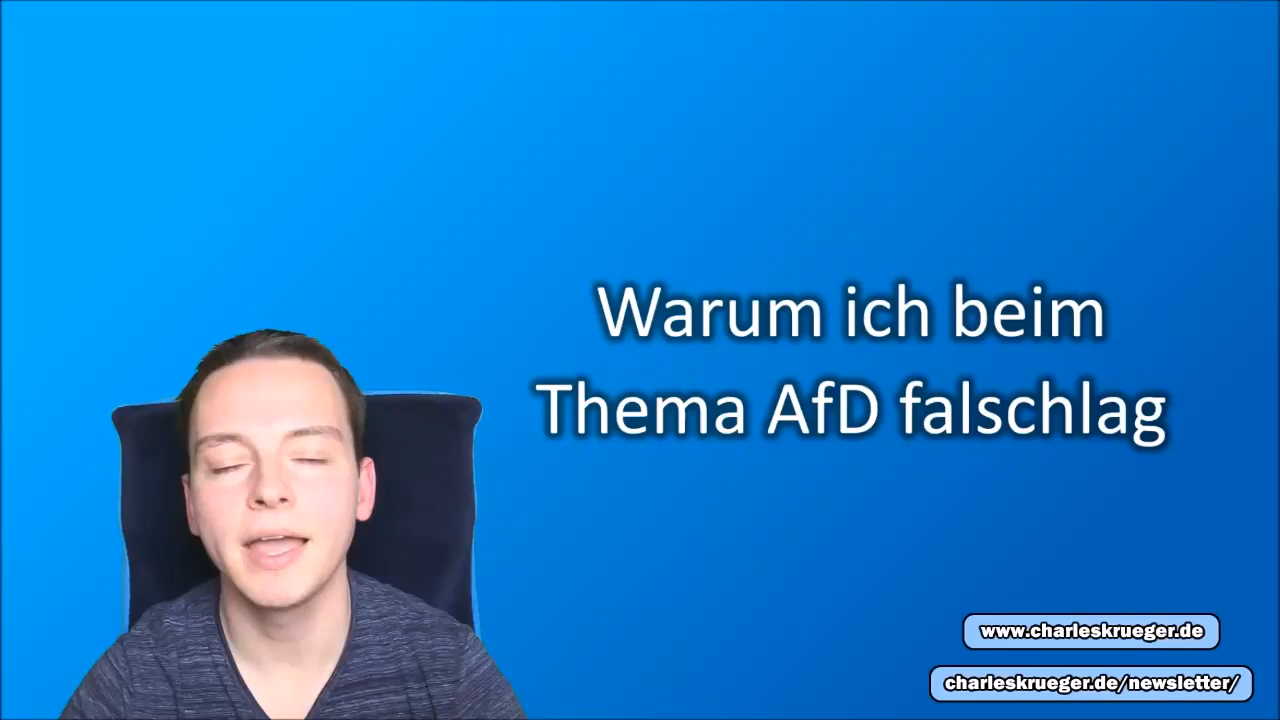 Warum ich beim
Thema AfD falschlag
www.charleskrueger.de
charleskrueger.de/newsletter/